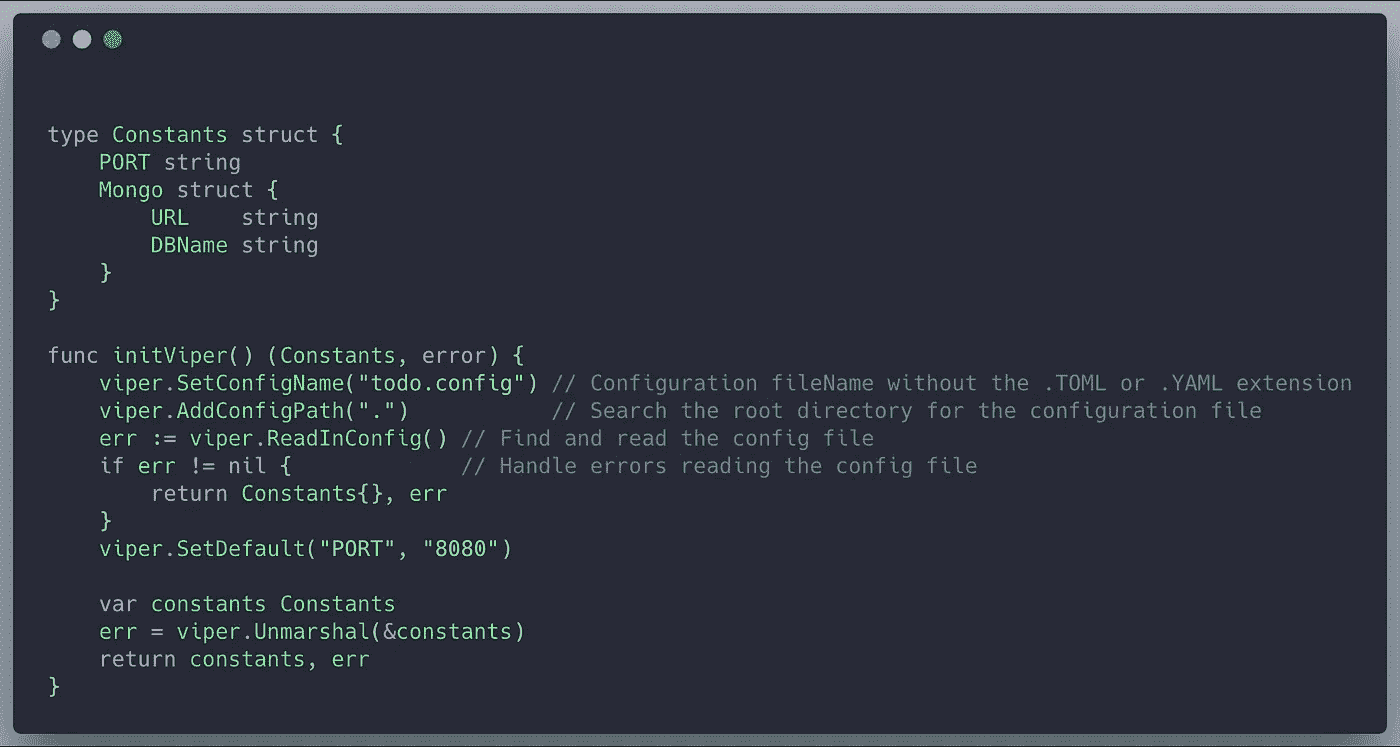 type Constants struct {
    PORT string
    Mongo struct {
        URL    string
        DBName string
    }
}
func initViper() (Constants, error) {
    viper.SetConfigName("todo.config") // Configuration fileName without the .TOML or .YAML extension
    viper.AddConfigPath(".")           // Search the root directory for the configuration file
    err := viper.ReadInConfig() // Find and read the config file
    if err != nil {             // Handle errors reading the config file
        return Constants{}, err
    }
    viper.SetDefault("PORT", "8080")
    var constants Constants
    err = viper.Unmarshal(&constants)
    return constants, err
}